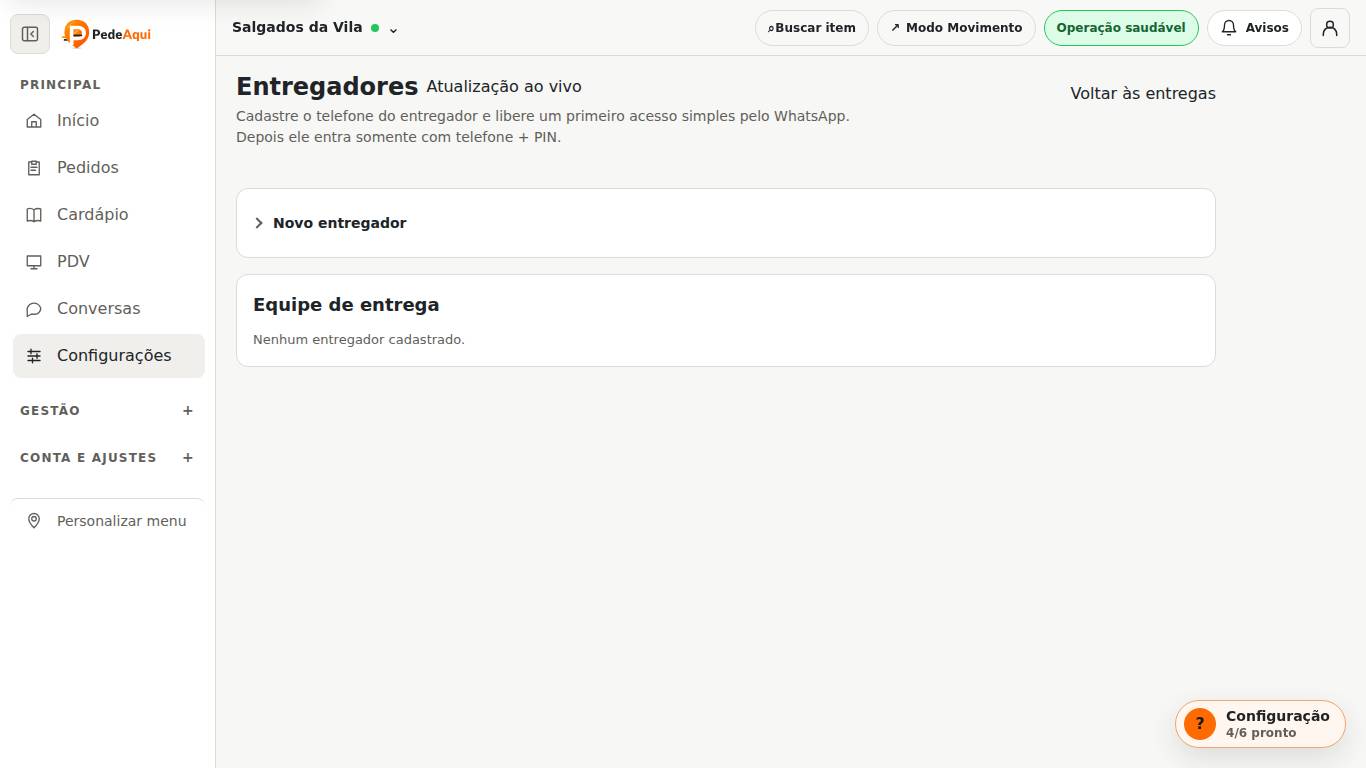 PedeAqui
Salgados da Vila
Buscar item
↗ Modo Movimento
Operação saudável
Avisos
PRINCIPAL
Início
Pedidos
Cardápio
PDV
Conversas
Configurações
GESTÃO +
CONTA E AJUSTES +
Personalizar menu
Entregadores Atualização ao vivo
Cadastre o telefone do entregador e libere um primeiro acesso simples pelo WhatsApp.
Depois ele entra somente com telefone + PIN.
Voltar às entregas
Novo entregador
Equipe de entrega
Nenhum entregador cadastrado.
?
Configuração
4/6 pronto